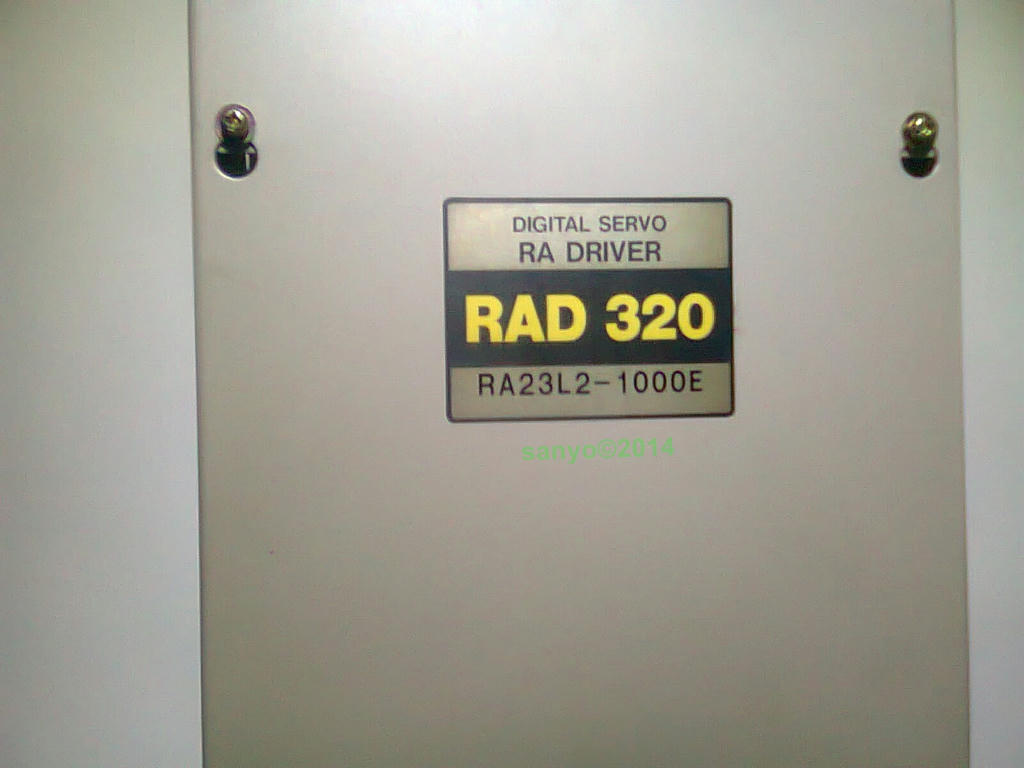 DIGITAL SERVO
RA DRIVER
RAD 320
RA23L2-1000E
sanyo©2014